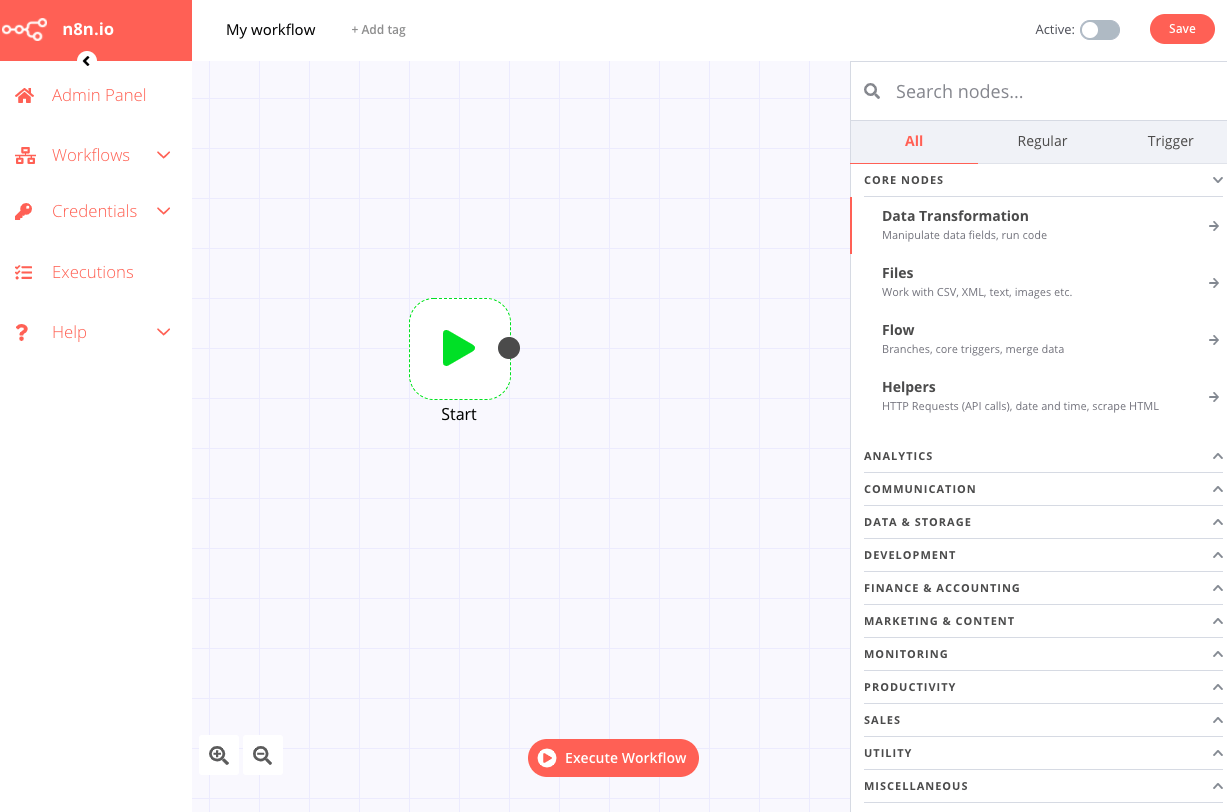 n8n.io
My workflow
+ Add tag
Active:
Save
Admin Panel
Workflows
Credentials
Executions
Help
Start
Execute Workflow
Search nodes...
All
Regular
Trigger
CORE NODES
Data Transformation
Manipulate data fields, run code
Files
Work with CSV, XML, text, images etc.
Flow
Branches, core triggers, merge data
Helpers
HTTP Requests (API calls), date and time, scrape HTML
ANALYTICS
COMMUNICATION
DATA & STORAGE
DEVELOPMENT
FINANCE & ACCOUNTING
MARKETING & CONTENT
MONITORING
PRODUCTIVITY
SALES
UTILITY
MISCELLANEOUS